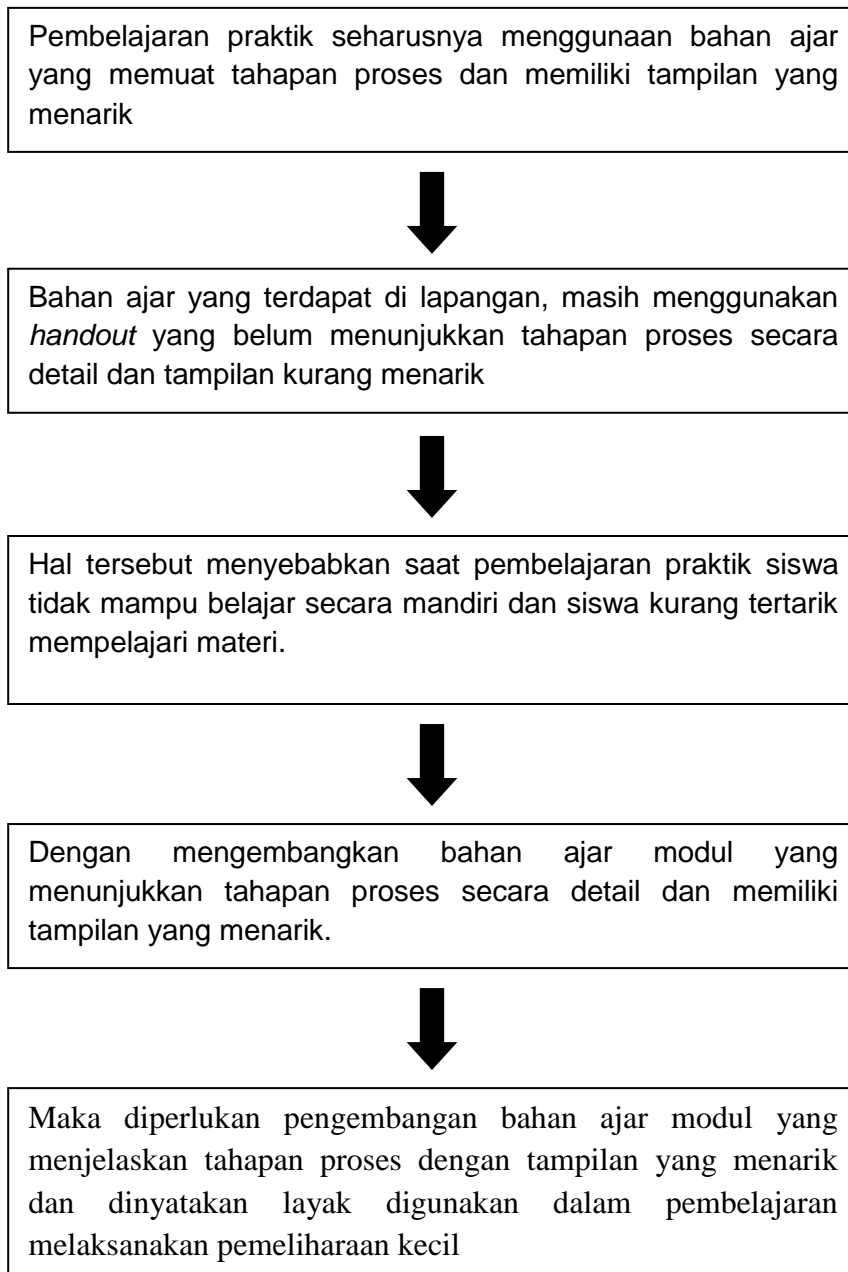 Pembelajaran praktik seharusnya menggunaan bahan ajar
yang memuat tahapan proses dan memiliki tampilan yang
menarik
Bahan ajar yang terdapat di lapangan, masih menggunakan
handout yang belum menunjukkan tahapan proses secara
detail dan tampilan kurang menarik
Hal tersebut menyebabkan saat pembelajaran praktik siswa
tidak mampu belajar secara mandiri dan siswa kurang tertarik
mempelajari materi.
Dengan mengembangkan bahan ajar modul yang
menunjukkan tahapan proses secara detail dan memiliki
tampilan yang menarik.
Maka diperlukan pengembangan bahan ajar modul yang
menjelaskan tahapan proses dengan tampilan yang menarik
dan dinyatakan layak digunakan dalam pembelajaran
melaksanakan pemeliharaan kecil